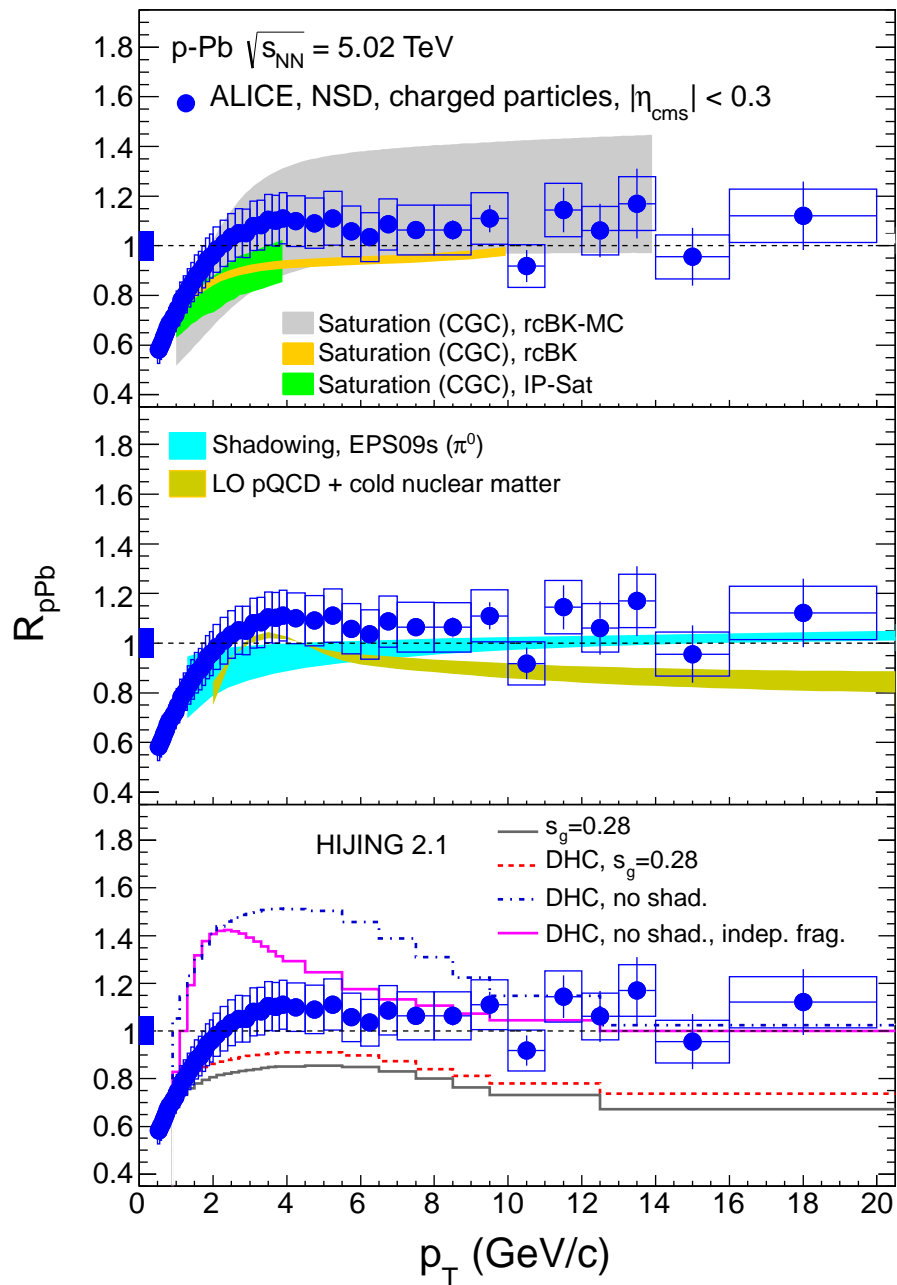 p-Pb √s_NN = 5.02 TeV
ALICE, NSD, charged particles, |η_cms| < 0.3
1.8
1.6
1.4
1.2
1
0.8
0.6
0.4
Saturation (CGC), rcBK-MC
Saturation (CGC), rcBK
Saturation (CGC), IP-Sat
Shadowing, EPS09s (π⁰)
LO pQCD + cold nuclear matter
1.8
1.6
1.4
1.2
1
0.8
0.6
0.4
R_pPb
HIJING 2.1
s_g=0.28
DHC, s_g=0.28
DHC, no shad.
DHC, no shad., indep. frag.
1.8
1.6
1.4
1.2
1
0.8
0.6
0.4
0 2 4 6 8 10 12 14 16 18 20
p_T (GeV/c)